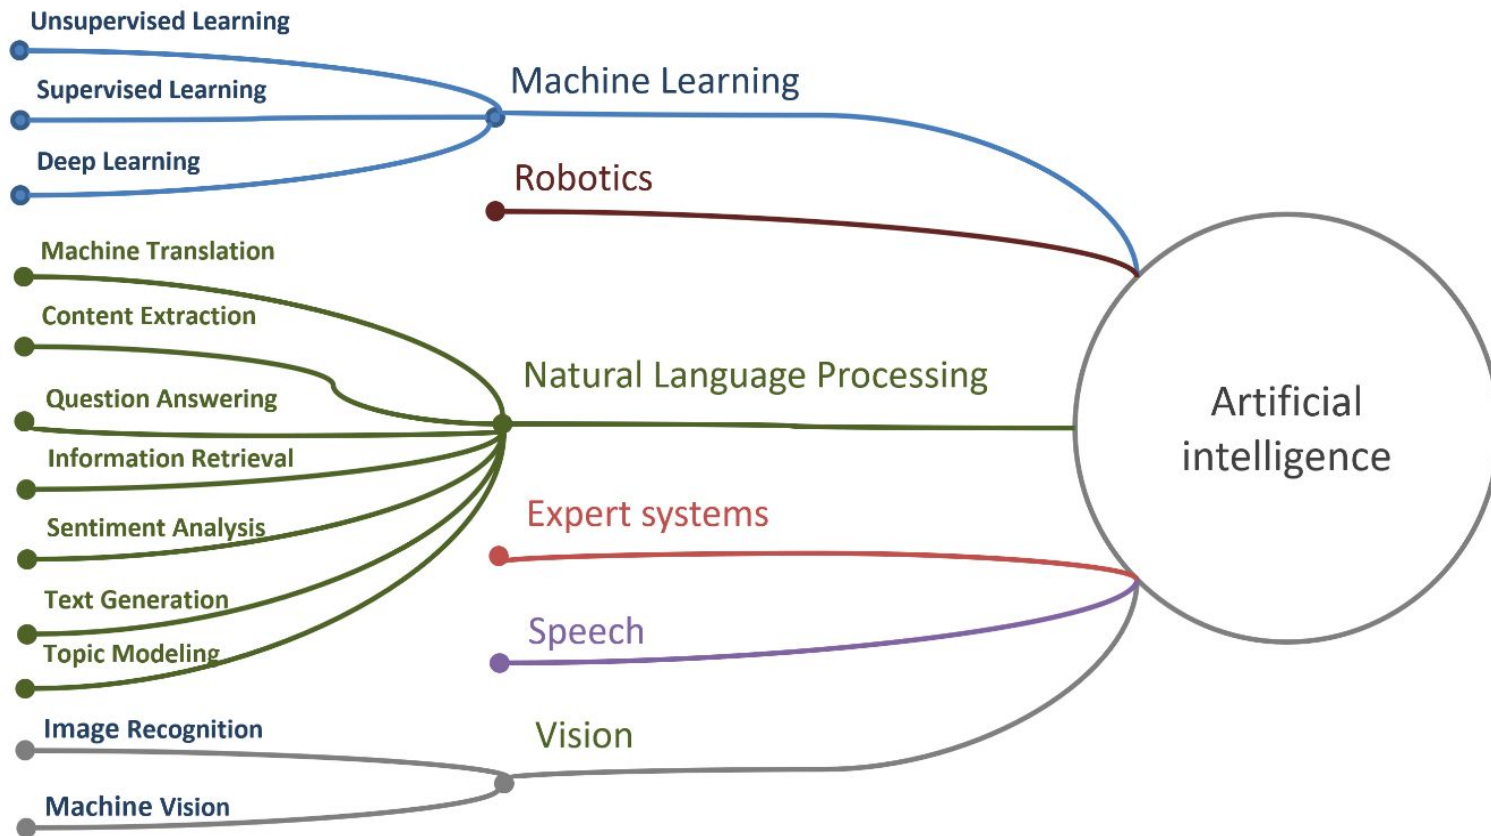 Unsupervised Learning
Supervised Learning
Deep Learning
Machine Learning
Robotics
Machine Translation
Content Extraction
Question Answering
Information Retrieval
Sentiment Analysis
Text Generation
Topic Modeling
Natural Language Processing
Expert systems
Speech
Image Recognition
Machine Vision
Vision
Artificial
intelligence